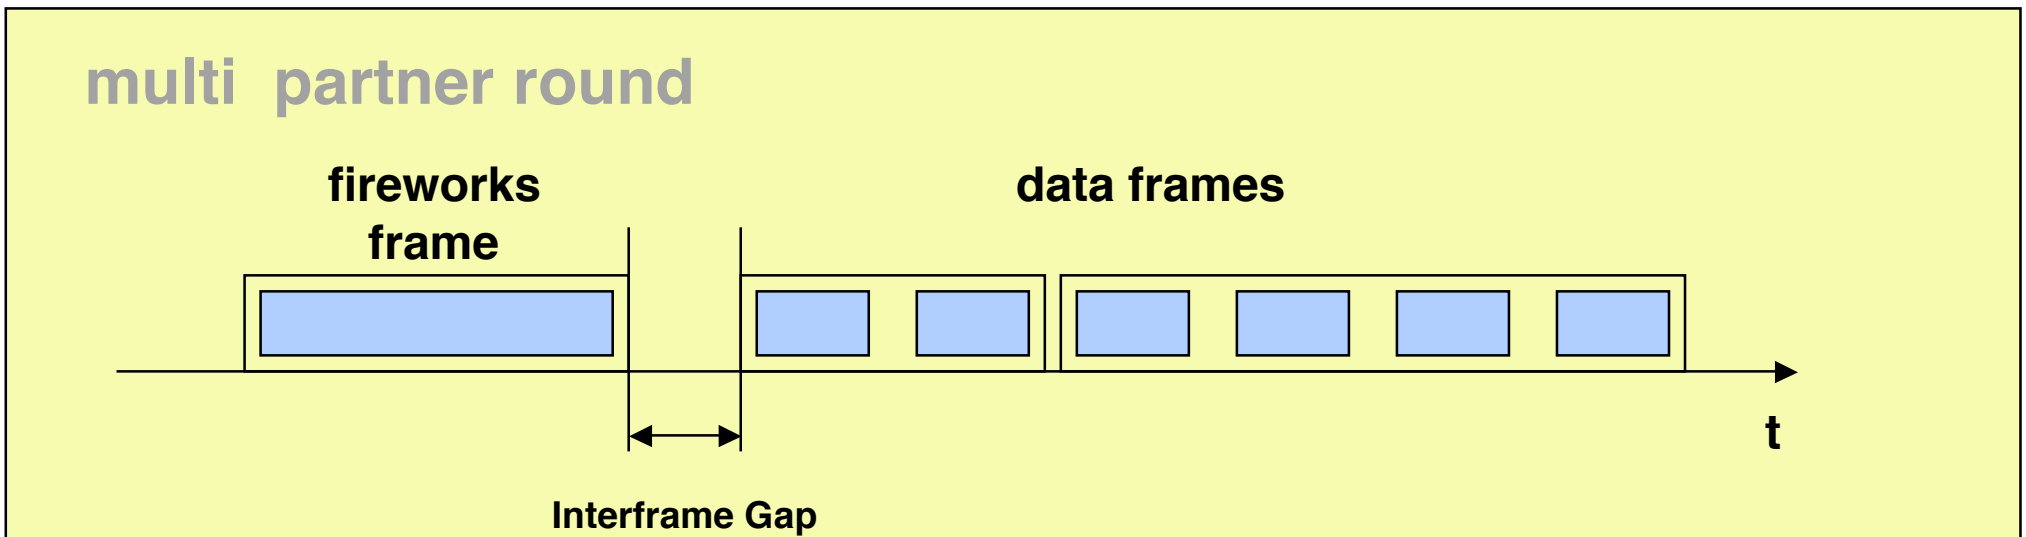 multi partner round
fireworks
frame
data frames
t
Interframe Gap